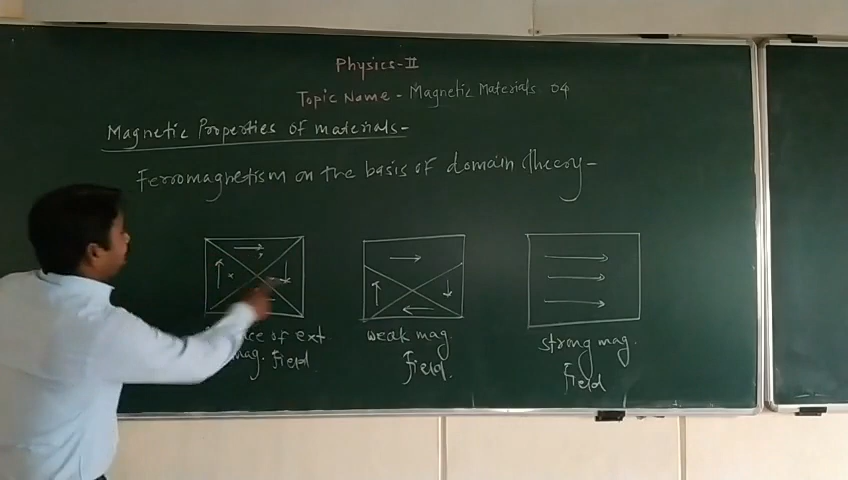 Physics-II
Topic Name - Magnetic Materials 04
Magnetic Properties of materials-
Ferromagnetism on the basis of domain theory-
of ext
mag. field.
weak mag.
field.
strong mag.
field